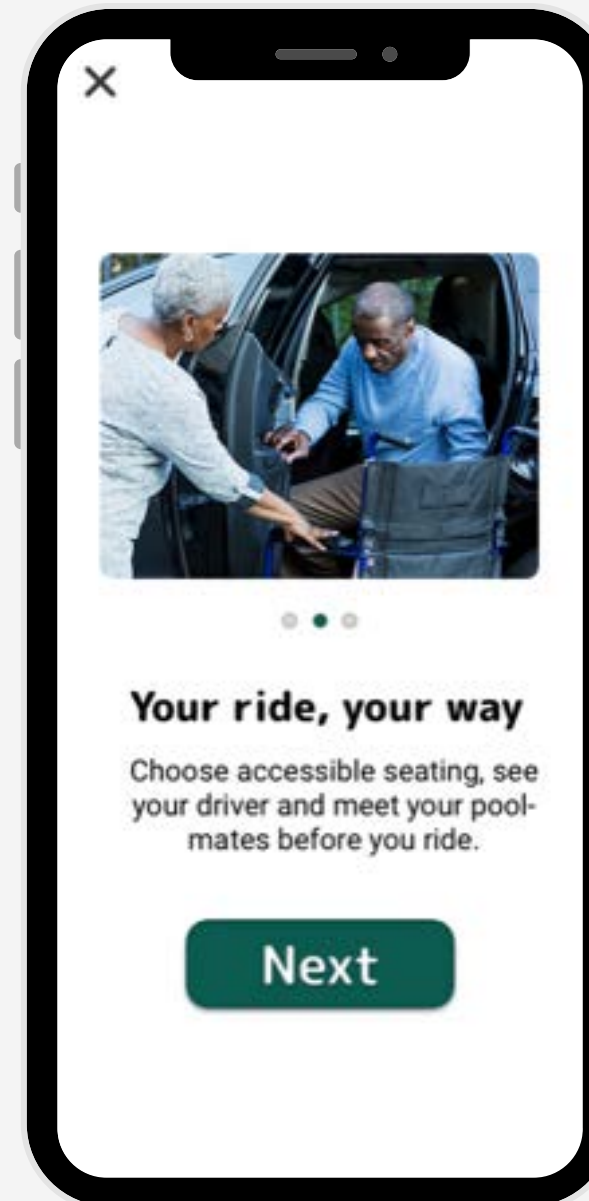 Your ride, your way
Choose accessible seating, see
your driver and meet your pool-
mates before you ride.
Next